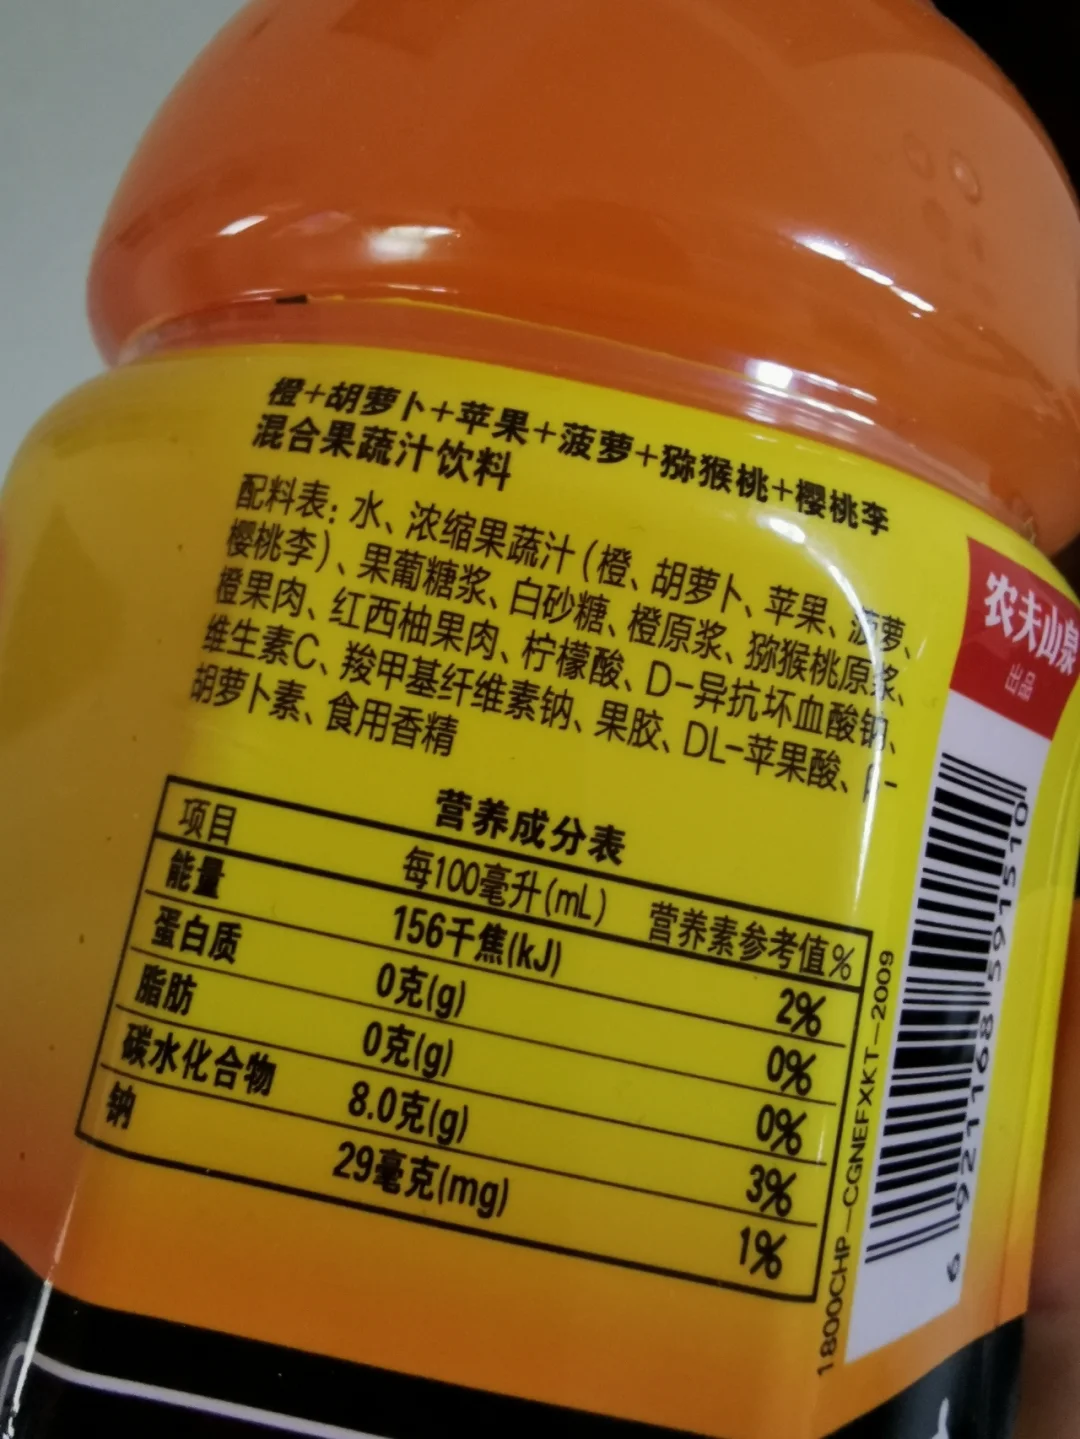 橙+胡萝卜+苹果+菠萝+猕猴桃+樱桃李
混合果蔬汁饮料
配料表：水、浓缩果蔬汁（橙、胡萝卜、苹果、菠萝、
樱桃李）、果葡糖浆、白砂糖、橙原浆、猕猴桃原浆、
橙果肉、红西柚果肉、柠檬酸、D-异抗坏血酸钠、
维生素C、羧甲基纤维素钠、果胶、DL-苹果酸、β-
胡萝卜素、食用香精
营养成分表
项目 每100毫升(mL) 营养素参考值%
能量 156千焦(kJ) 2%
蛋白质 0克(g) 0%
脂肪 0克(g) 0%
碳水化合物 8.0克(g) 3%
钠 29毫克(mg) 1%
农夫山泉
出品
6921168591510
1800CHP-CGNEFXKT-2009